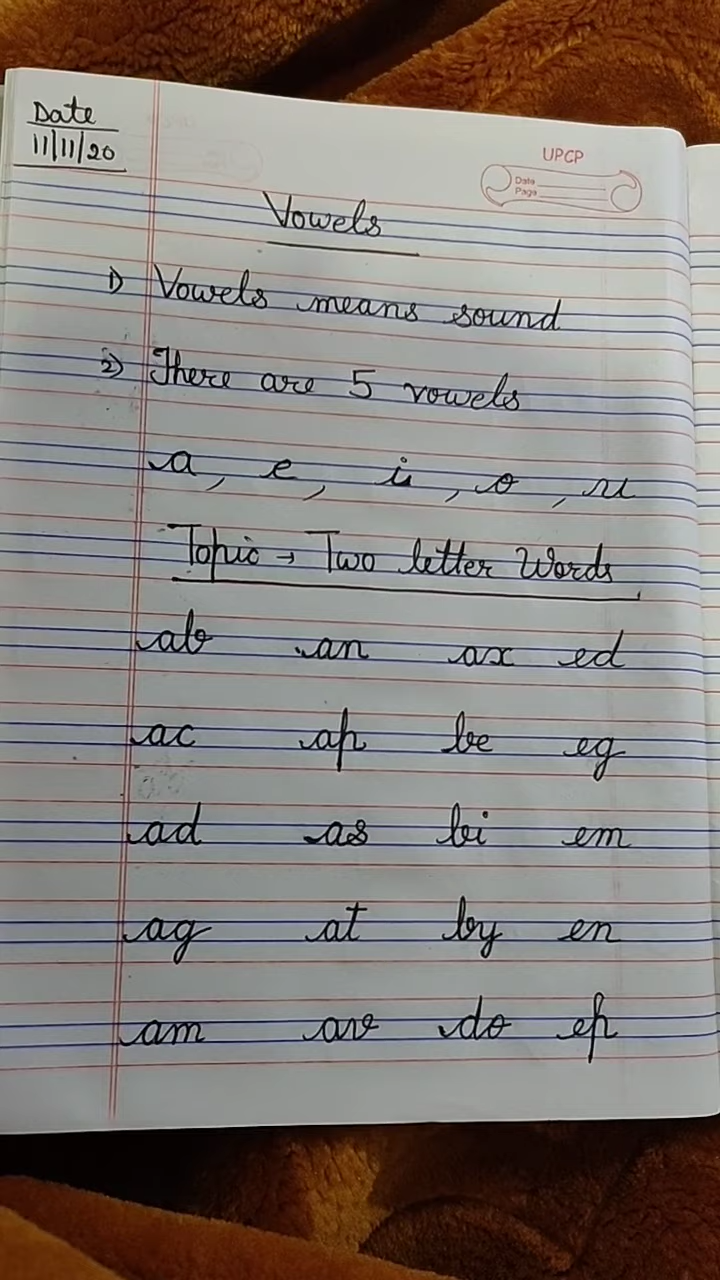 Date
11/11/20
UPCP
Date
Page
Vowels
1) Vowels means sound
2) There are 5 vowels
a, e, i, o, u
Topic → Two letter Words
ab an ax ed
ac ap be eg
ad as bi em
ag at by en
am av do ep